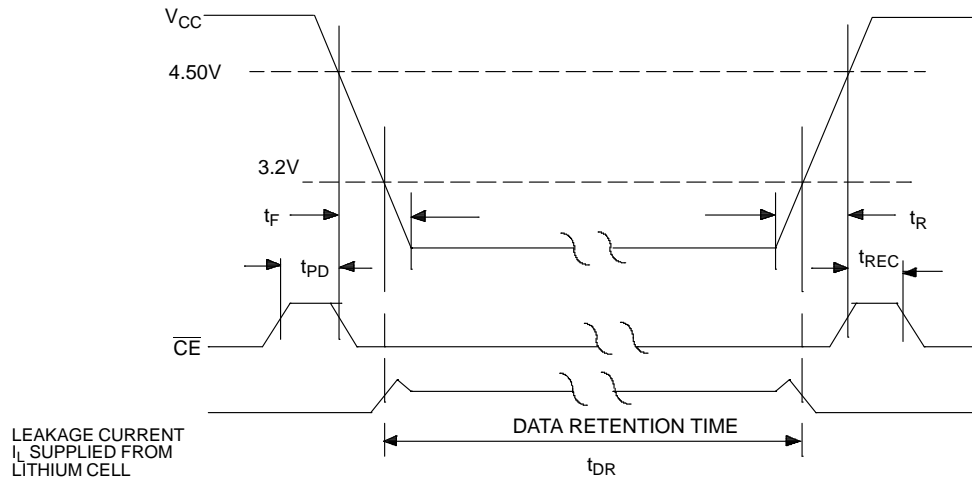 VCC
4.50V
3.2V
tF
tR
tPD
tREC
CE
DATA RETENTION TIME
LEAKAGE CURRENT
IL SUPPLIED FROM
LITHIUM CELL
tDR